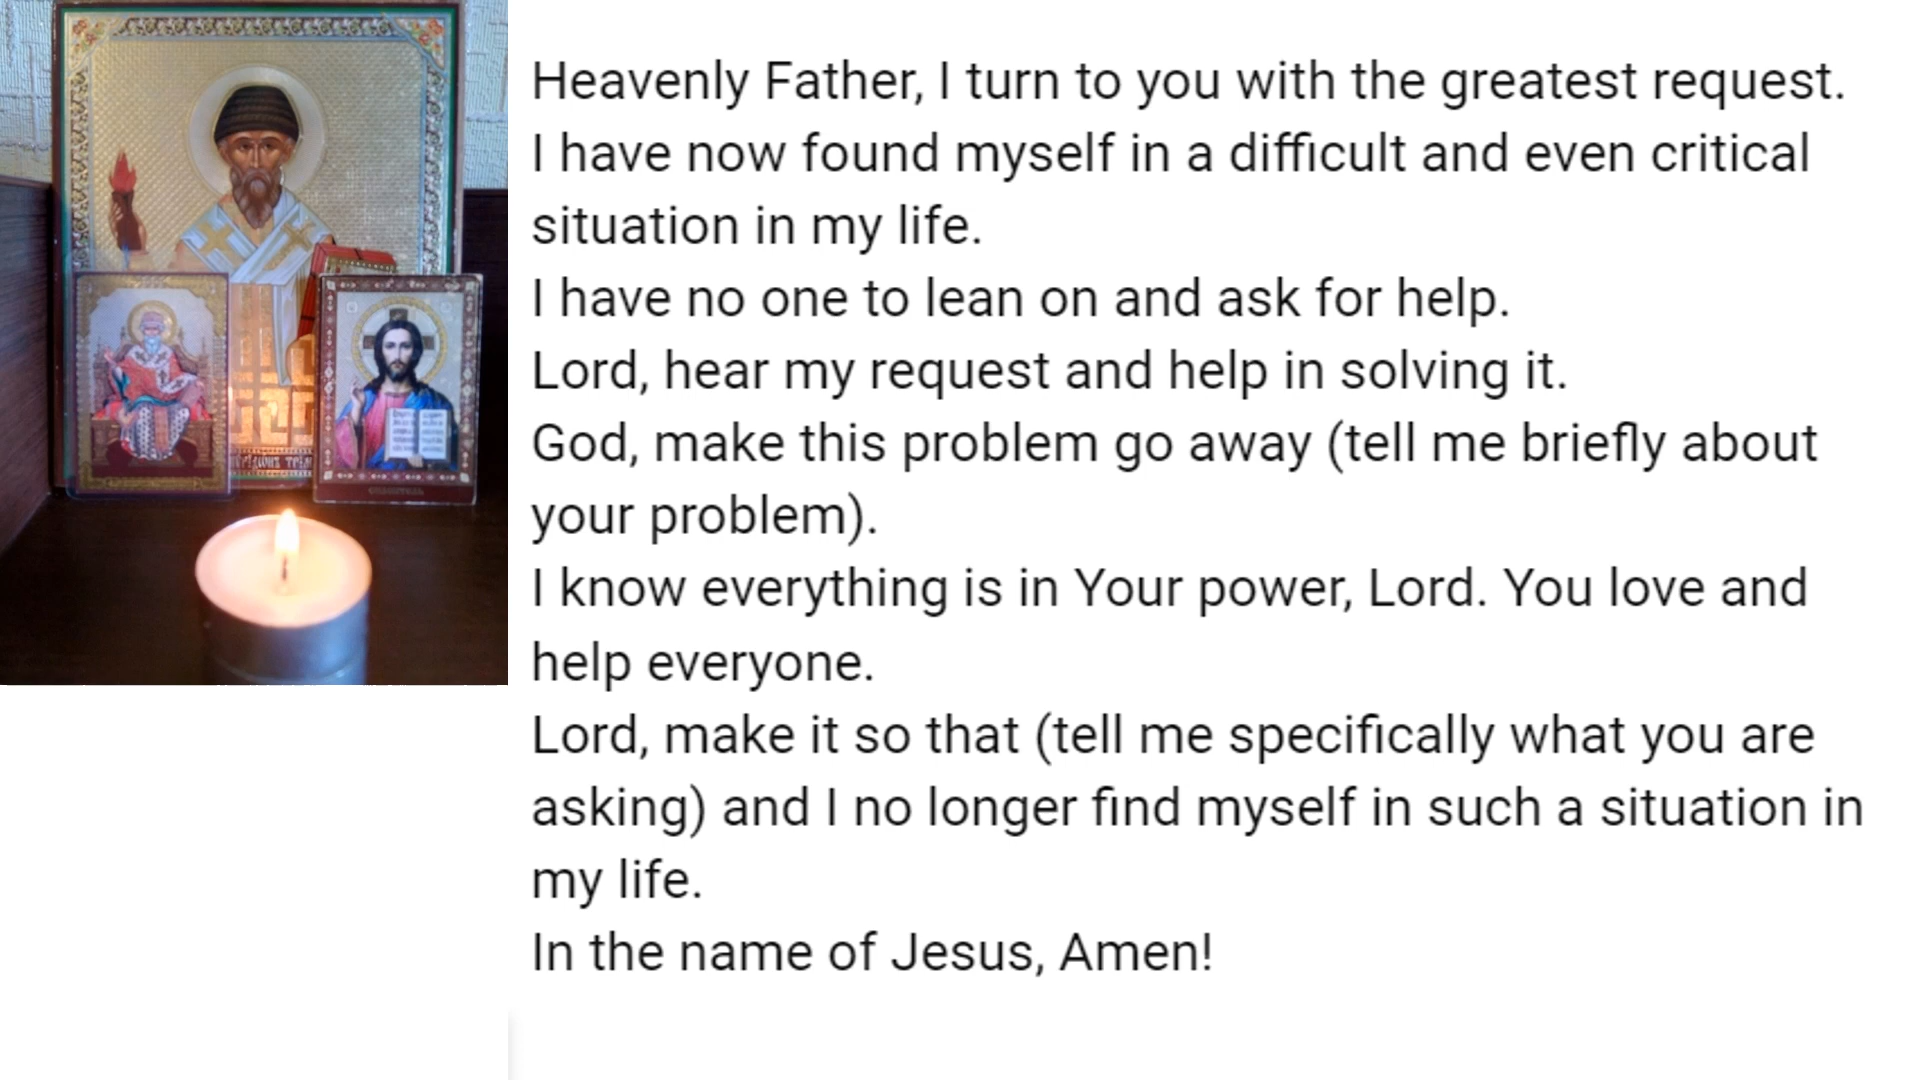 Heavenly Father, I turn to you with the greatest request.
I have now found myself in a difficult and even critical
situation in my life.
I have no one to lean on and ask for help.
Lord, hear my request and help in solving it.
God, make this problem go away (tell me briefly about
your problem).
I know everything is in Your power, Lord. You love and
help everyone.
Lord, make it so that (tell me specifically what you are
asking) and I no longer find myself in such a situation in
my life.
In the name of Jesus, Amen!